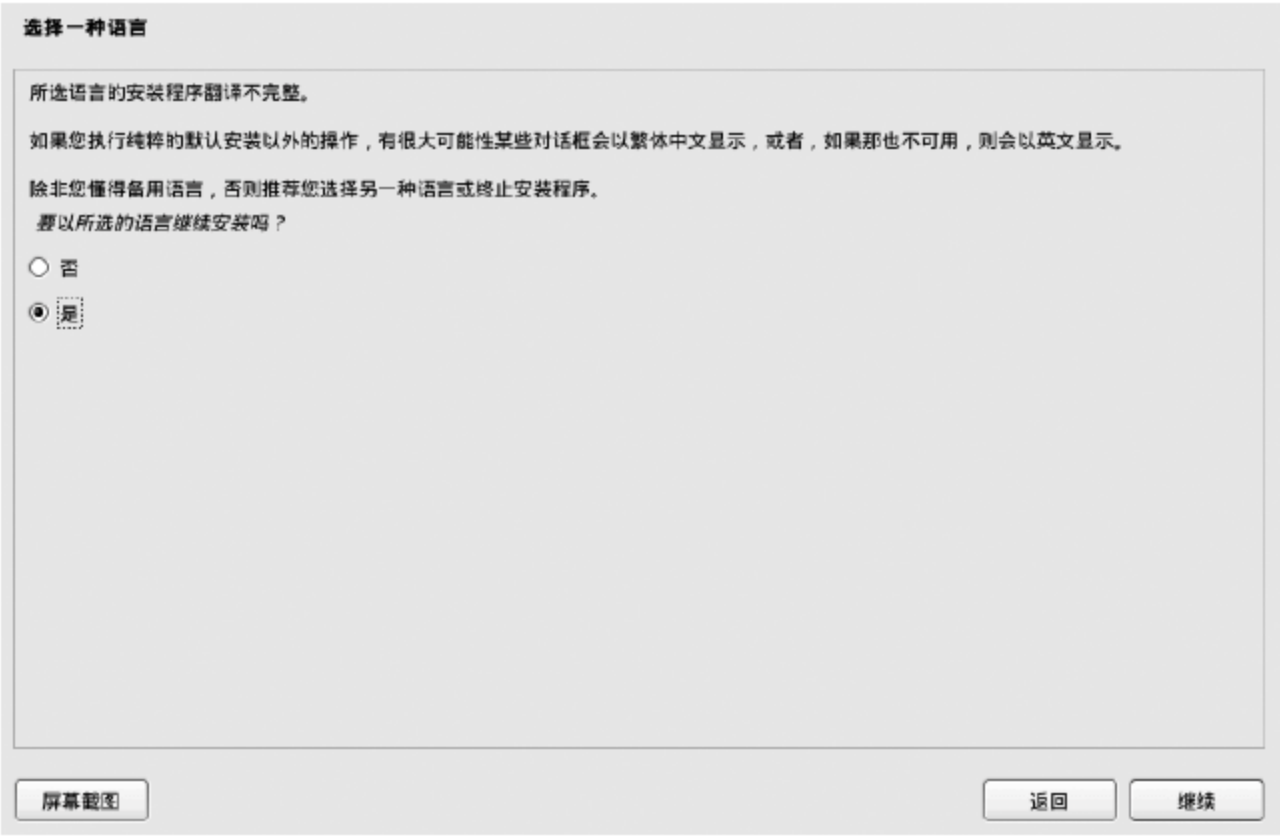 选择一种语言
所选语言的安装程序翻译不完整。
如果您执行纯粹的默认安装以外的操作，有很大可能性某些对话框会以繁体中文显示，或者，如果那也不可用，则会以英文显示。
除非您懂得备用语言，否则推荐您选择另一种语言或终止安装程序。
要以所选的语言继续安装吗？
否
是
屏幕截图
返回
继续